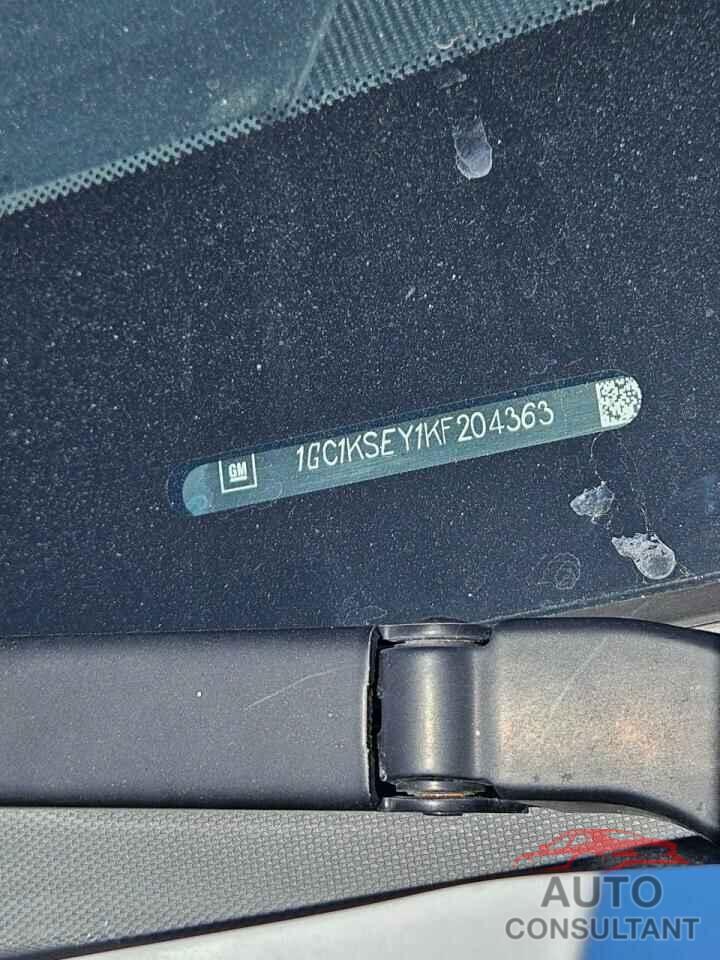 GM
1GC1KSEY1KF204363
AUTO
CONSULTANT